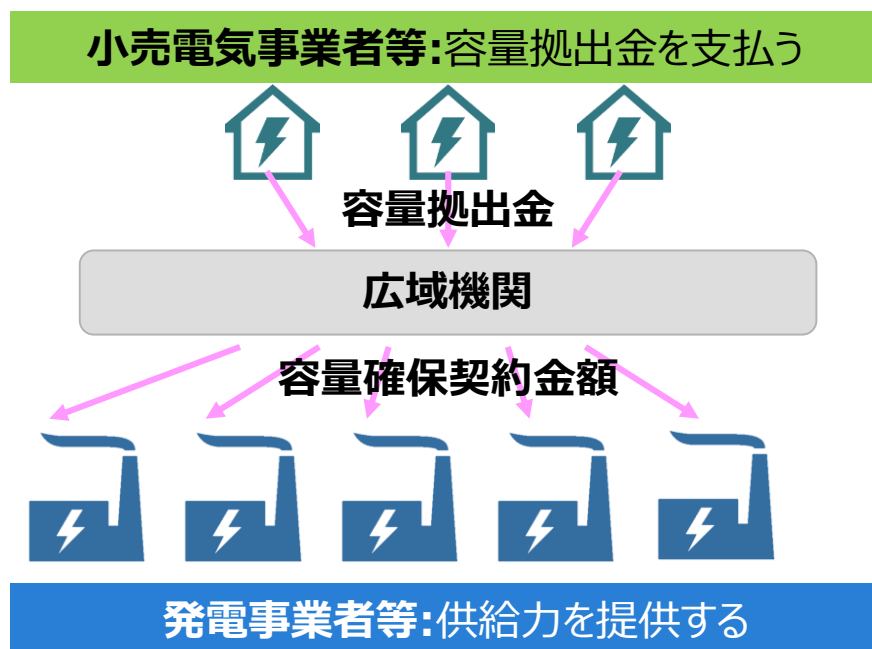 小売電気事業者等:容量拠出金を支払う
容量拠出金
広域機関
容量確保契約金額
発電事業者等:供給力を提供する